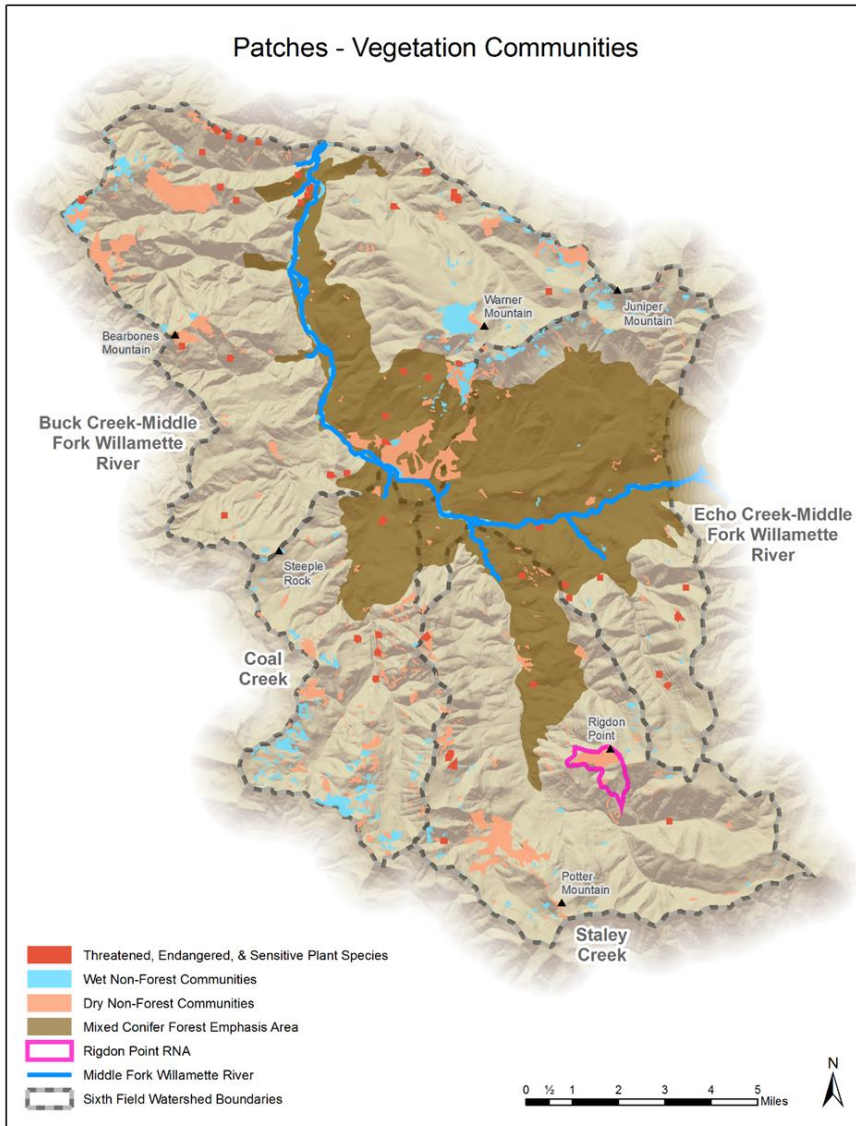 Patches - Vegetation Communities
Warner
Mountain
Juniper
Mountain
Bearbones
Mountain
Buck Creek-Middle
Fork Willamette
River
Echo Creek-Middle
Fork Willamette
River
Steeple
Rock
Coal
Creek
Rigdon
Point
Potter
Mountain
Staley
Creek
Threatened, Endangered, & Sensitive Plant Species
Wet Non-Forest Communities
Dry Non-Forest Communities
Mixed Conifer Forest Emphasis Area
Rigdon Point RNA
Middle Fork Willamette River
Sixth Field Watershed Boundaries
0 ½ 1 2 3 4 5
Miles
N